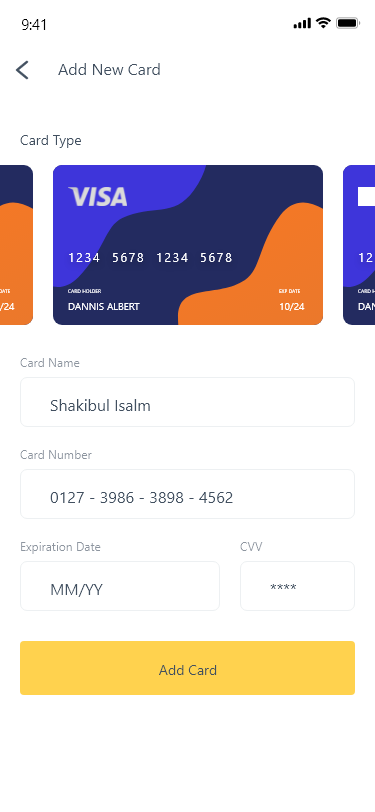 9:41
Add New Card
Card Type
VISA
1234 5678 1234 5678
CARD HOLDER
EXP DATE
DANNIS ALBERT
10/24
DATE
/24
12
CARD H
DAN
Card Name
Shakibul Isalm
Card Number
0127 - 3986 - 3898 - 4562
Expiration Date
CVV
MM/YY
****
Add Card